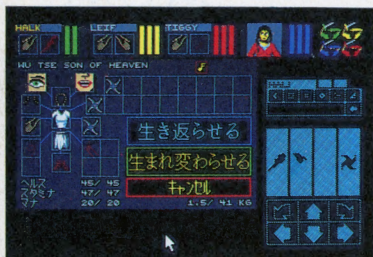 HALK LEIF TIGGY
WU TSE SON OF HEAVEN
生き返らせる
生まれ変わらせる
キャンセル
ヘルス 45/ 45
スタミナ 47/ 47
マナ 20/ 20
1.5/ 41 KG
HALK